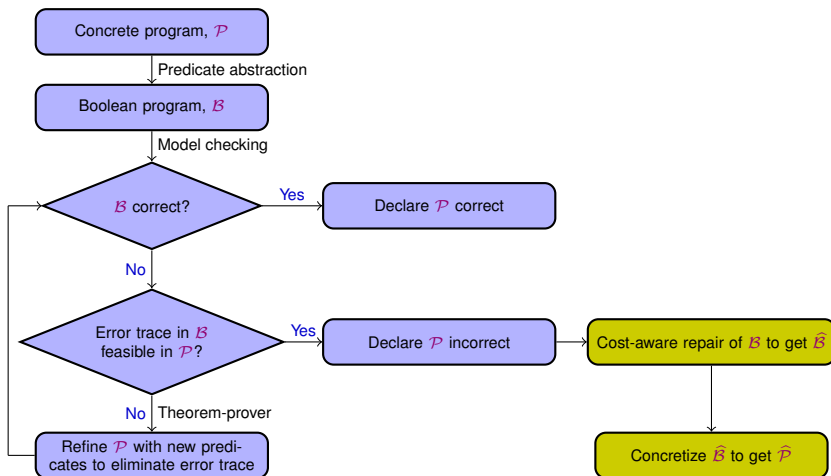 Concrete program, 𝒫
Predicate abstraction
Boolean program, ℬ
Model checking
ℬ correct?
Yes
Declare 𝒫 correct
No
Error trace in ℬ
feasible in 𝒫?
Yes
Declare 𝒫 incorrect
Cost-aware repair of ℬ to get ℬ̂
No
Theorem-prover
Refine 𝒫 with new predi-
cates to eliminate error trace
Concretize ℬ̂ to get 𝒫̂